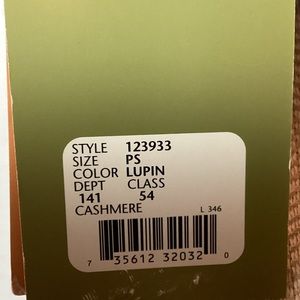 STYLE 123933
SIZE PS
COLOR LUPIN
DEPT CLASS
141 54
CASHMERE
L 346
7 35612 32032 0